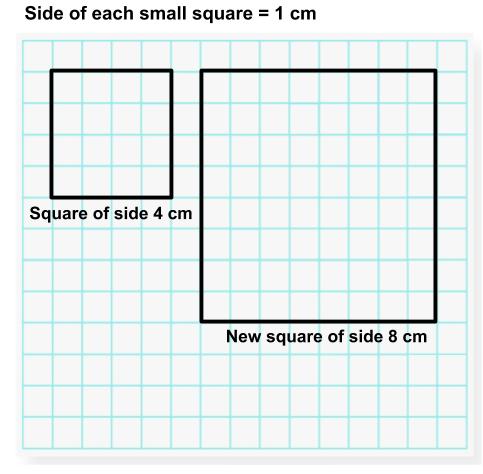 Side of each small square = 1 cm
Square of side 4 cm
New square of side 8 cm